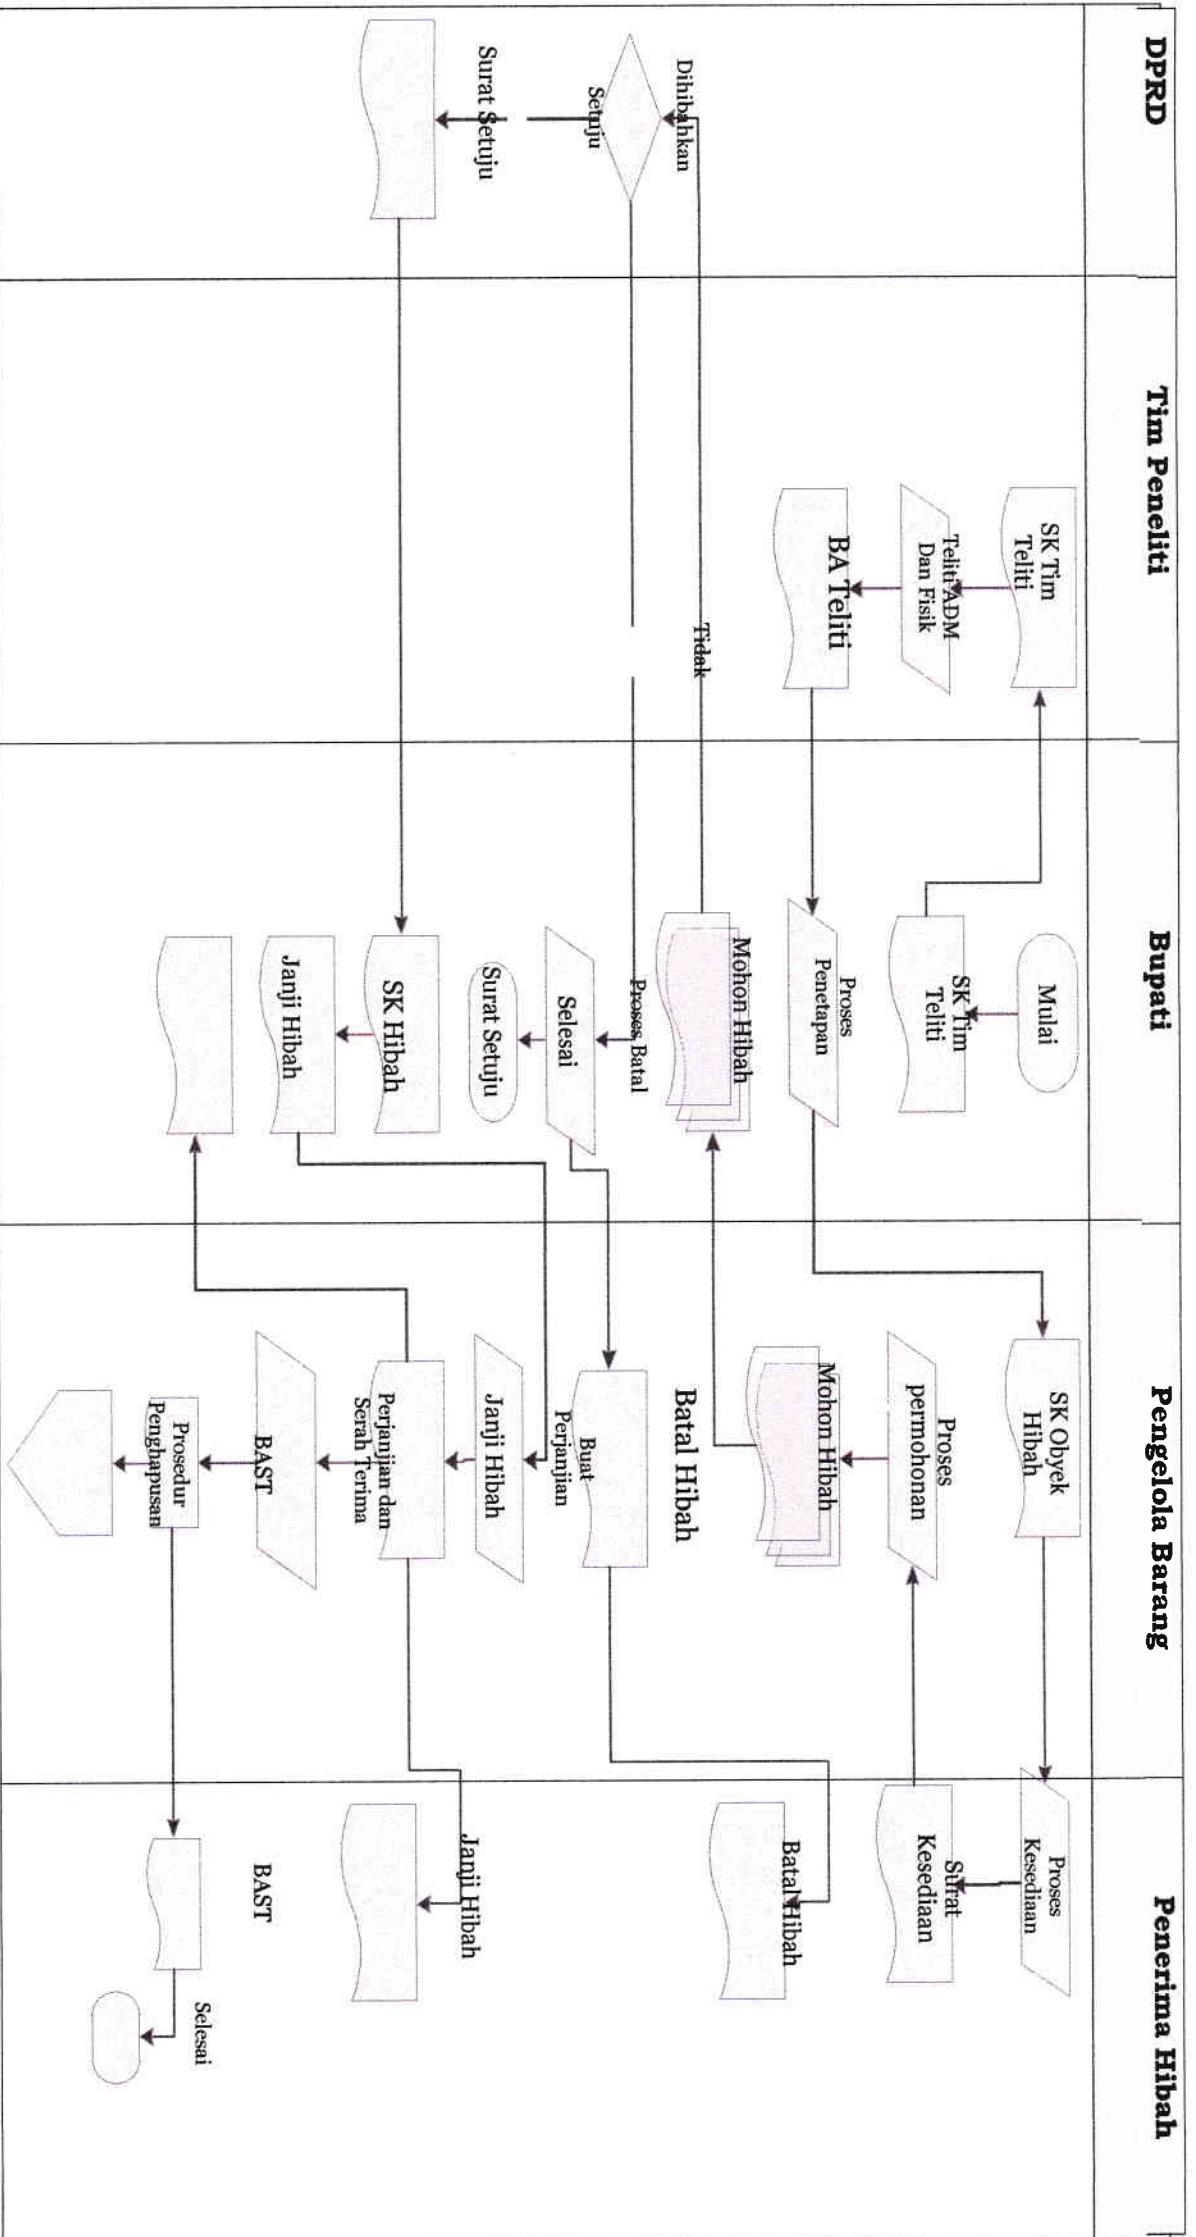 DPRD
Tim Peneliti
Bupati
Pengelola Barang
Penerima Hibah
Mulai
SK Tim
Teliti
SK Tim
Teliti
Teliti ADM
Dan Fisik
BA Teliti
Proses
Penetapan
SK Obyek
Hibah
Proses
Kesediaan
Surat
Kesediaan
Proses
permohonan
Mohon Hibah
Mohon Hibah
Tidak
Dihibahkan
Setuju
Surat Setuju
Proses Batal
Selesai
Surat Setuju
Batal Hibah
Batal Hibah
SK Hibah
Janji Hibah
Buat
Perjanjian
Janji Hibah
Perjanjjian dan
Serah Terima
Janji Hibah
BAST
Prosedur
Penghapusan
BAST
Selesai